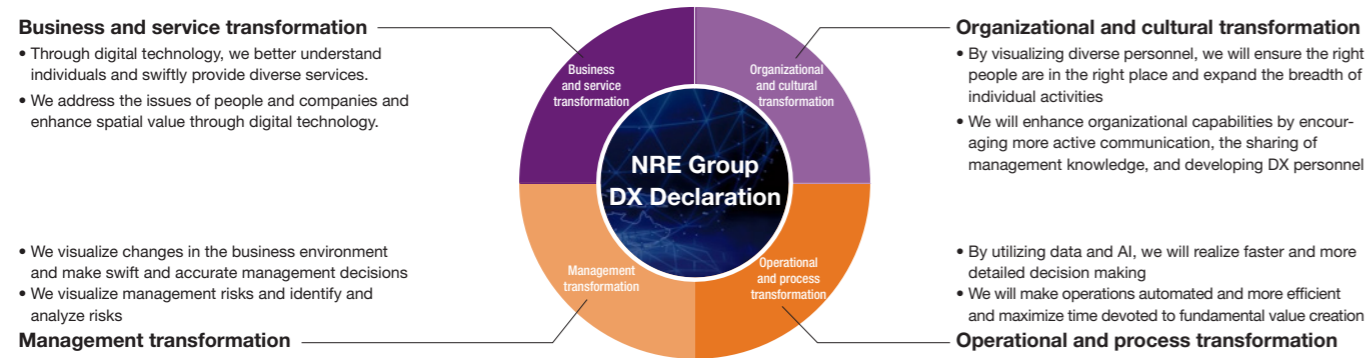 Business and service transformation
• Through digital technology, we better understand
individuals and swiftly provide diverse services.
• We address the issues of people and companies and
enhance spatial value through digital technology.
• We visualize changes in the business environment
and make swift and accurate management decisions
• We visualize management risks and identify and
analyze risks
Management transformation
Business
and service
transformation
Organizational
and cultural
transformation
NRE Group
DX Declaration
Management
transformation
Operational
and process
transformation
Organizational and cultural transformation
• By visualizing diverse personnel, we will ensure the right
people are in the right place and expand the breadth of
individual activities
• We will enhance organizational capabilities by encour-
aging more active communication, the sharing of
management knowledge, and developing DX personnel
• By utilizing data and AI, we will realize faster and more
detailed decision making
• We will make operations automated and more efficient
and maximize time devoted to fundamental value creation
Operational and process transformation